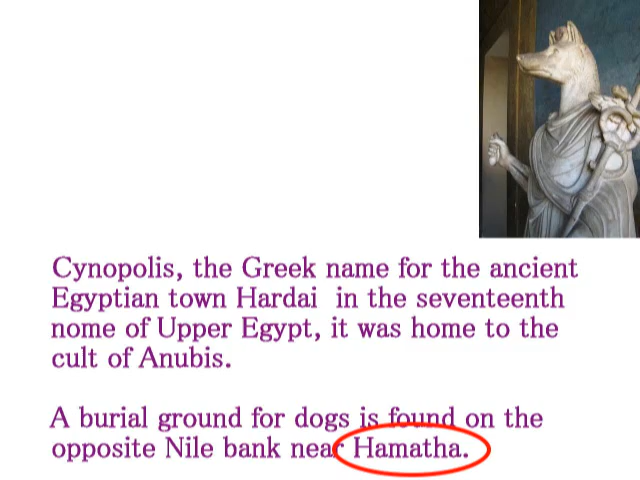 Cynopolis, the Greek name for the ancient
Egyptian town Hardai in the seventeenth
nome of Upper Egypt, it was home to the
cult of Anubis.
A burial ground for dogs is found on the
opposite Nile bank near Hamatha.